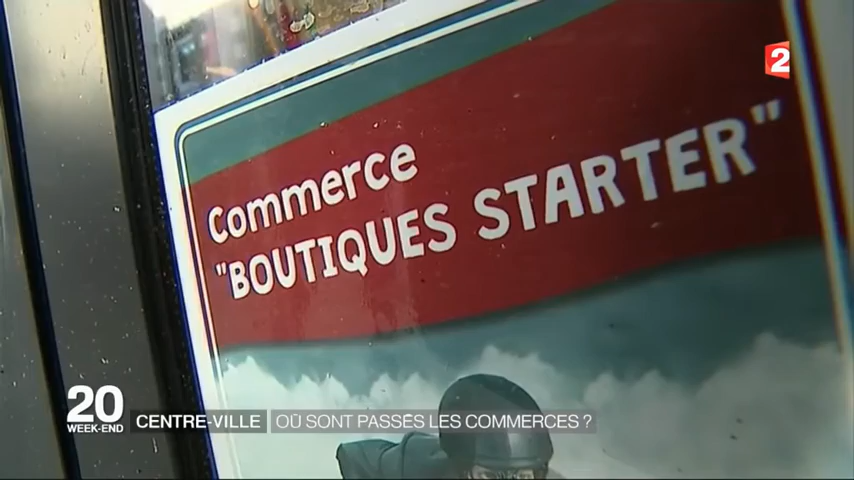 2
Commerce
"BOUTIQUES STARTER"
20
WEEK-END
CENTRE-VILLE
OÙ SONT PASSÉS LES COMMERCES ?